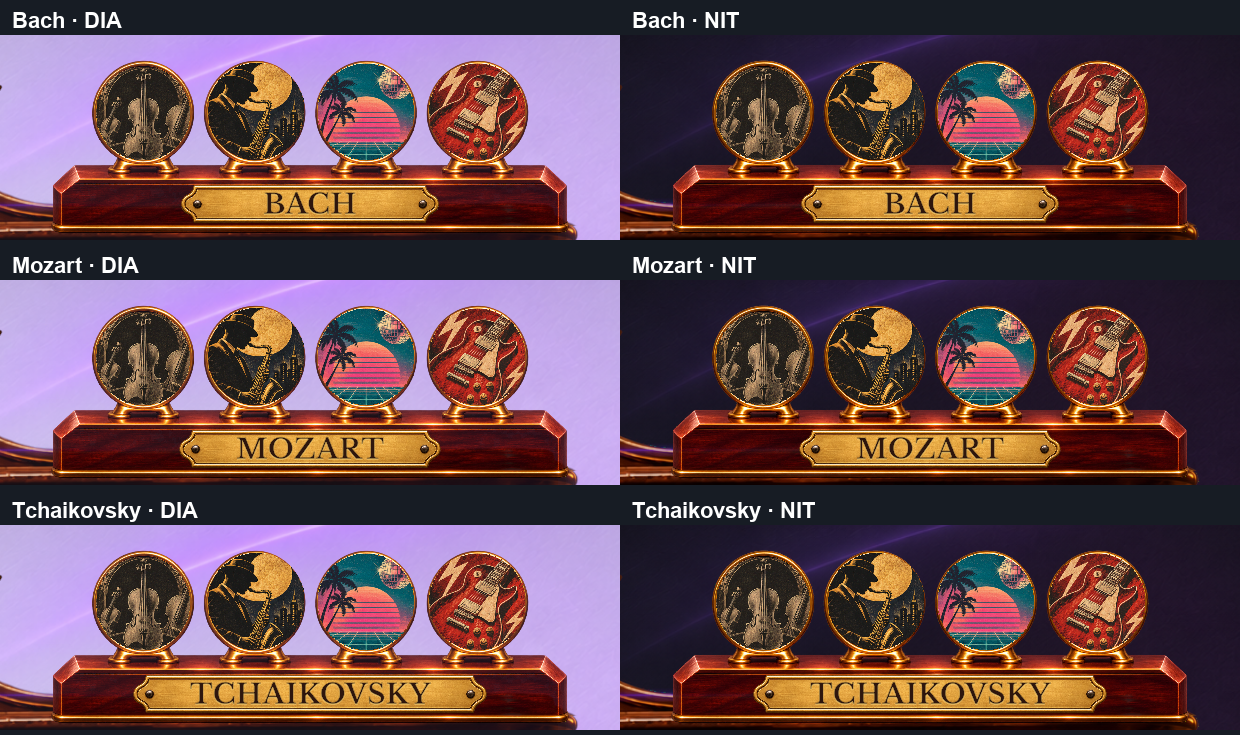 Bach · DIA
Bach · NIT
BACH
BACH
Mozart · DIA
Mozart · NIT
MOZART
MOZART
Tchaikovsky · DIA
Tchaikovsky · NIT
TCHAIKOVSKY
TCHAIKOVSKY